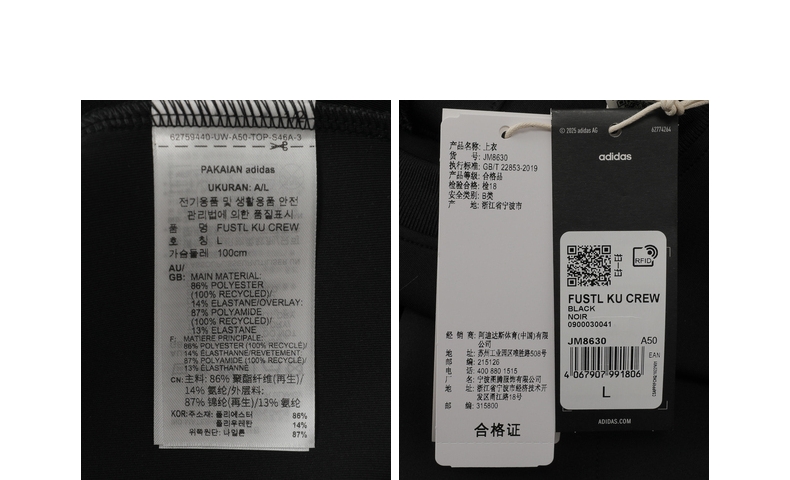 62759440-UW-A50-TOP-S46A-3
PAKAIAN adidas
UKURAN: A/L
전기용품 및 생활용품 안전
관리법에 의한 품질표시
품 명 FUSTL KU CREW
호 칭 L
가슴둘레 100cm
AU/
GB: MAIN MATERIAL:
86% POLYESTER
(100% RECYCLED)/
14% ELASTANE/OVERLAY:
87% POLYAMIDE
(100% RECYCLED)/
13% ELASTANE
F: MATIERE PRINCIPALE:
86% POLYESTER (100% RECYCLE)/
14% ELASTHANNE/REVETEMENT:
87% POLYAMIDE (100% RECYCLE)/
13% ELASTHANNE
CN: 主料: 86% 聚酯纤维(再生)/
14% 氨纶/外层料:
87% 锦纶(再生)/13% 氨纶
KOR:주소재: 폴리에스터 86%
폴리우레탄 14%
위쪽원단: 나일론 87%
产品名称: 上衣
货 号: JM8630
执行标准: GB/T 22853-2019
产品等级: 合格品
检验合格: 检18
安全类别: B类
产 地: 浙江省宁波市
经 销 商: 阿迪达斯体育(中国)有限
公司
地 址: 苏州工业园区唯胜路508号
邮 编: 215126
电 话: 400 880 1515
厂 名: 宁波燕腾服饰有限公司
地 址: 浙江省宁波市经济技术开
发区甬江路18号
邮 编: 315800
合格证
© 2025 adidas AG
62774264
adidas
RFID
FUSTL KU CREW
BLACK
NOIR
0900030041
JM8630 A50
EAN
4 067907 991806
L
ADIDAS.COM